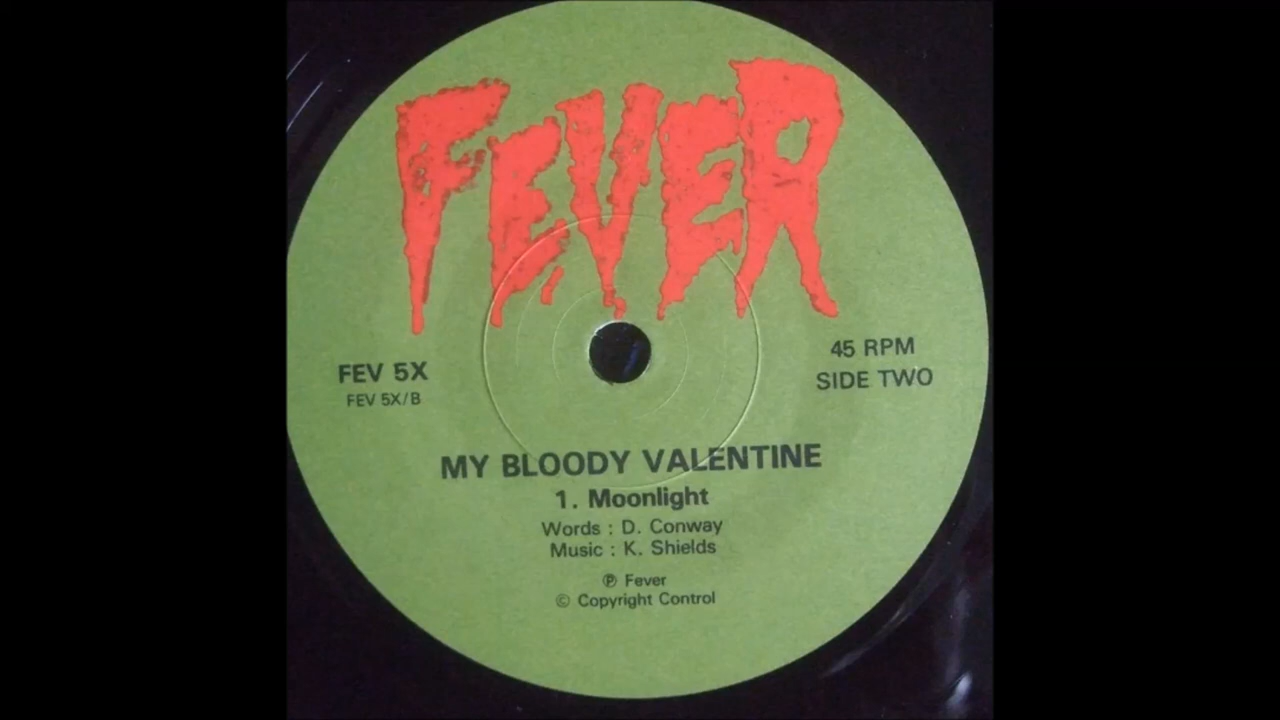 FEVER
FEV 5X
FEV 5X/B
45 RPM
SIDE TWO
MY BLOODY VALENTINE
1. Moonlight
Words : D. Conway
Music : K. Shields
℗ Fever
© Copyright Control